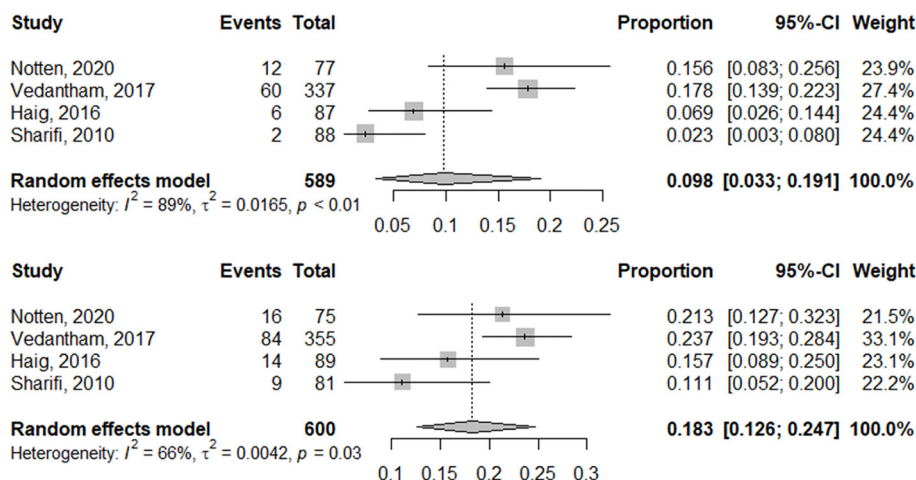 Study Events Total Proportion 95%-CI Weight
Notten, 2020 12 77 0.156 [0.083; 0.256] 23.9%
Vedantham, 2017 60 337 0.178 [0.139; 0.223] 27.4%
Haig, 2016 6 87 0.069 [0.026; 0.144] 24.4%
Sharifi, 2010 2 88 0.023 [0.003; 0.080] 24.4%
Random effects model 589 0.098 [0.033; 0.191] 100.0%
Heterogeneity: I² = 89%, τ² = 0.0165, p < 0.01
0.05 0.1 0.15 0.2 0.25
Study Events Total Proportion 95%-CI Weight
Notten, 2020 16 75 0.213 [0.127; 0.323] 21.5%
Vedantham, 2017 84 355 0.237 [0.193; 0.284] 33.1%
Haig, 2016 14 89 0.157 [0.089; 0.250] 23.1%
Sharifi, 2010 9 81 0.111 [0.052; 0.200] 22.2%
Random effects model 600 0.183 [0.126; 0.247] 100.0%
Heterogeneity: I² = 66%, τ² = 0.0042, p = 0.03
0.1 0.15 0.2 0.25 0.3